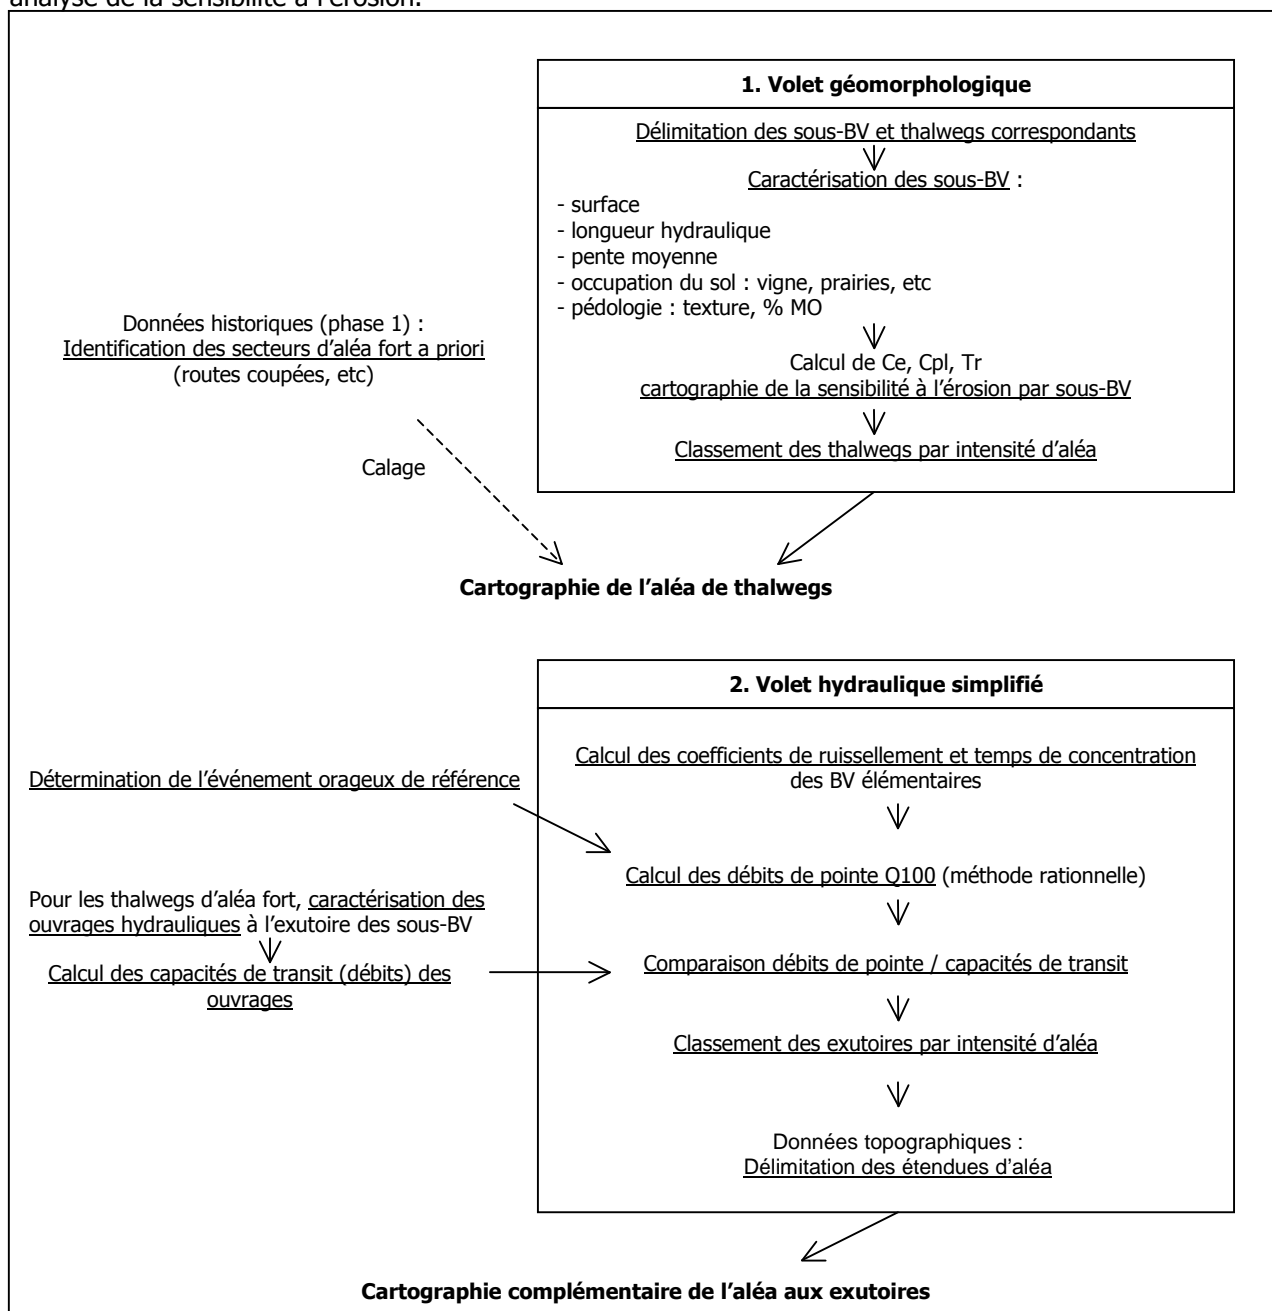 analyse de la sensibilité à l'érosion.
1. Volet géomorphologique
Délimitation des sous-BV et thalwegs correspondants
Caractérisation des sous-BV :
- surface
- longueur hydraulique
- pente moyenne
- occupation du sol : vigne, prairies, etc
- pédologie : texture, % MO
Données historiques (phase 1) :
Identification des secteurs d'aléa fort a priori
(routes coupées, etc)
Calcul de Ce, Cpl, Tr
cartographie de la sensibilité à l'érosion par sous-BV
Classement des thalwegs par intensité d'aléa
Calage
Cartographie de l'aléa de thalwegs
2. Volet hydraulique simplifié
Calcul des coefficients de ruissellement et temps de concentration
des BV élémentaires
Détermination de l'événement orageux de référence
Calcul des débits de pointe Q100 (méthode rationnelle)
Pour les thalwegs d'aléa fort, caractérisation des
ouvrages hydrauliques à l'exutoire des sous-BV
Calcul des capacités de transit (débits) des
ouvrages
Comparaison débits de pointe / capacités de transit
Classement des exutoires par intensité d'aléa
Données topographiques :
Délimitation des étendues d'aléa
Cartographie complémentaire de l'aléa aux exutoires